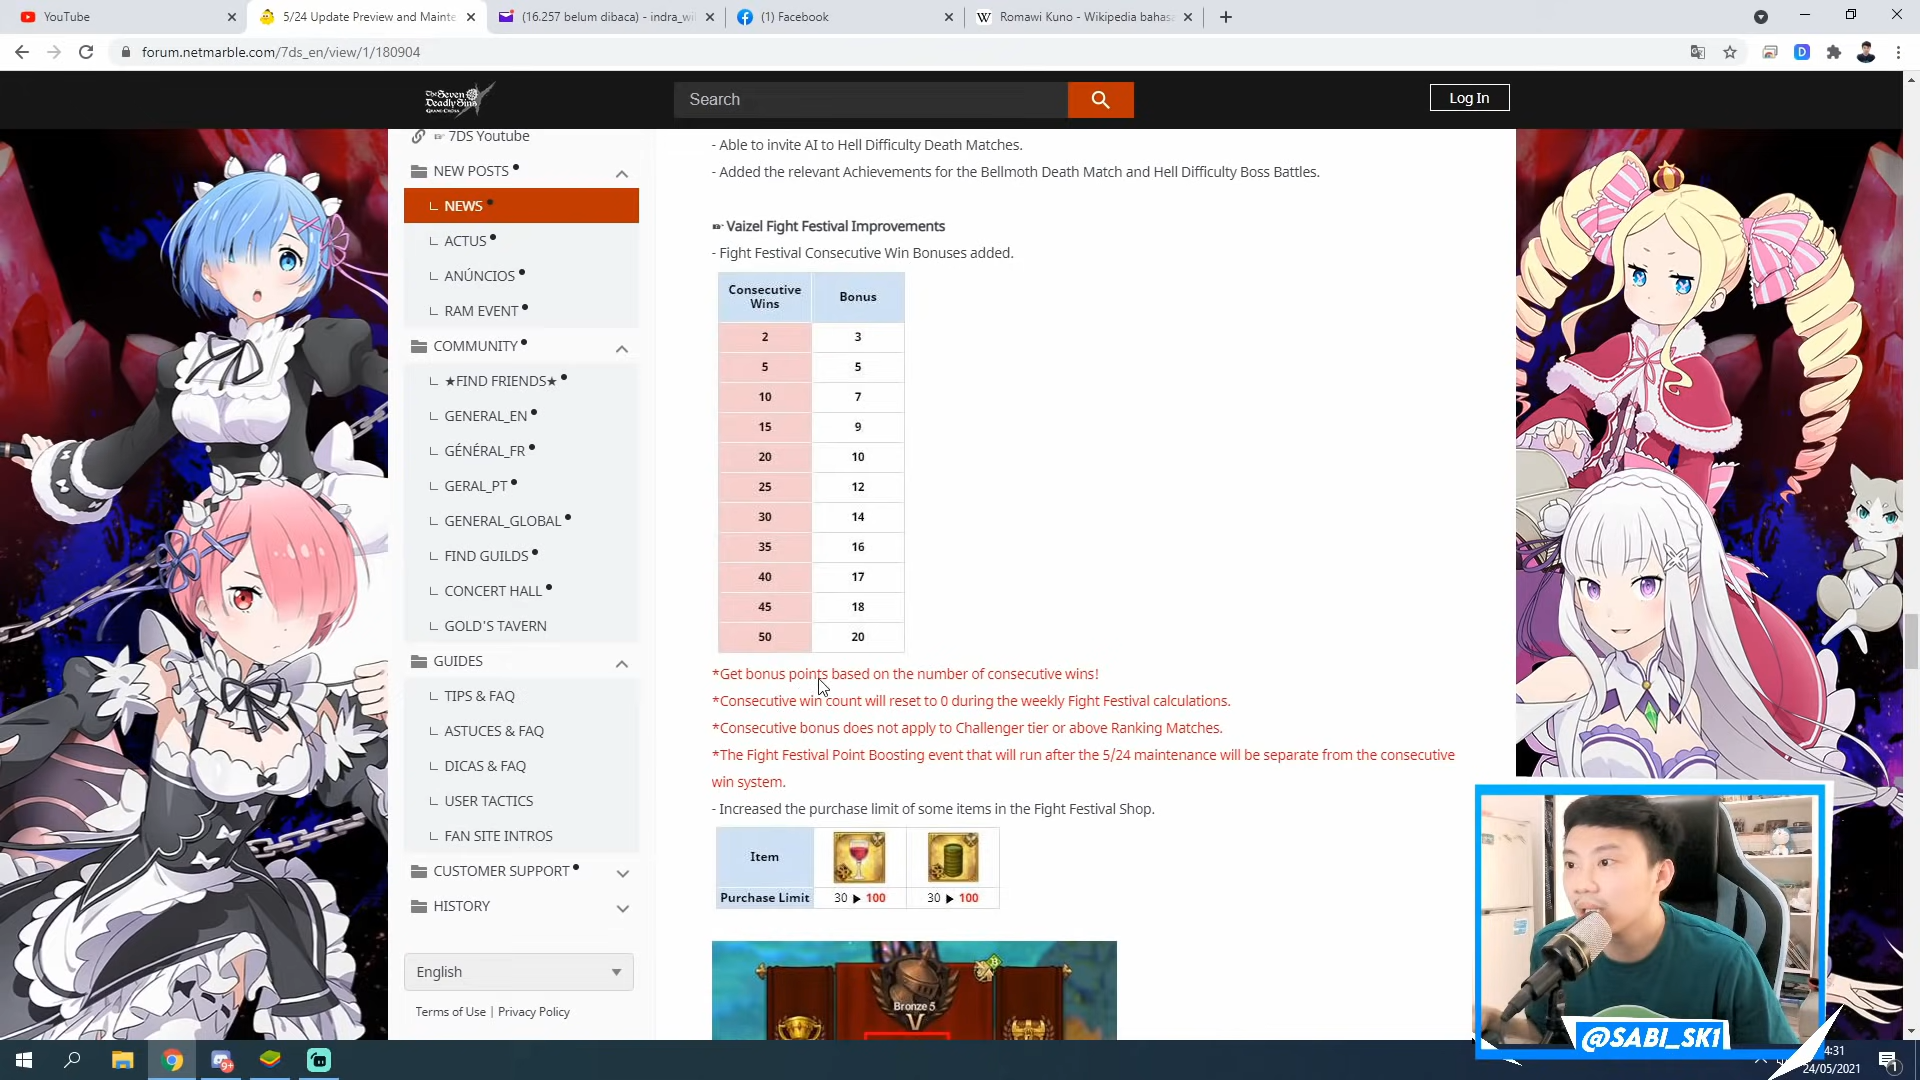 YouTube
5/24 Update Preview and Mainte
(16.257 belum dibaca) - indra_wi
(1) Facebook
Romawi Kuno - Wikipedia bahasa
forum.netmarble.com/7ds_en/view/1/180904
The Seven
Deadly Sins
GRAND CROSS
Search
Log In
☞ 7DS Youtube
NEW POSTS
NEWS
ACTUS
ANÚNCIOS
RAM EVENT
COMMUNITY
★FIND FRIENDS★
GENERAL_EN
GÉNÉRAL_FR
GERAL_PT
GENERAL_GLOBAL
FIND GUILDS
CONCERT HALL
GOLD'S TAVERN
GUIDES
TIPS & FAQ
ASTUCES & FAQ
DICAS & FAQ
USER TACTICS
FAN SITE INTROS
CUSTOMER SUPPORT
HISTORY
English
Terms of Use | Privacy Policy
- Able to invite AI to Hell Difficulty Death Matches.
- Added the relevant Achievements for the Bellmoth Death Match and Hell Difficulty Boss Battles.
☞ Vaizel Fight Festival Improvements
- Fight Festival Consecutive Win Bonuses added.
Consecutive Wins Bonus
2 3
5 5
10 7
15 9
20 10
25 12
30 14
35 16
40 17
45 18
50 20
*Get bonus points based on the number of consecutive wins!
*Consecutive win count will reset to 0 during the weekly Fight Festival calculations.
*Consecutive bonus does not apply to Challenger tier or above Ranking Matches.
*The Fight Festival Point Boosting event that will run after the 5/24 maintenance will be separate from the consecutive
win system.
- Increased the purchase limit of some items in the Fight Festival Shop.
Item
Purchase Limit 30 ▶ 100 30 ▶ 100
Bronze 5
V
@SABI_SK1
4:31
24/05/2021